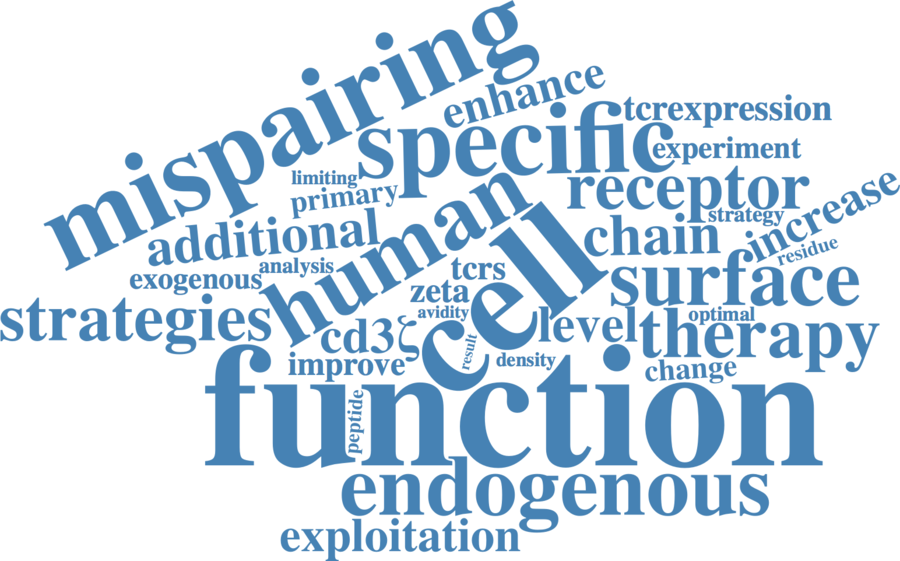 mispairing
enhance
specific
tcrexpression
experiment
limiting
primary
receptor
strategy
increase
residue
additional
human
chain
exogenous
analysis
tcrs
cell
surface
zeta
avidity
strategies
cd3ζ
level
optimal
therapy
improve
result
density
change
function
peptide
endogenous
exploitation